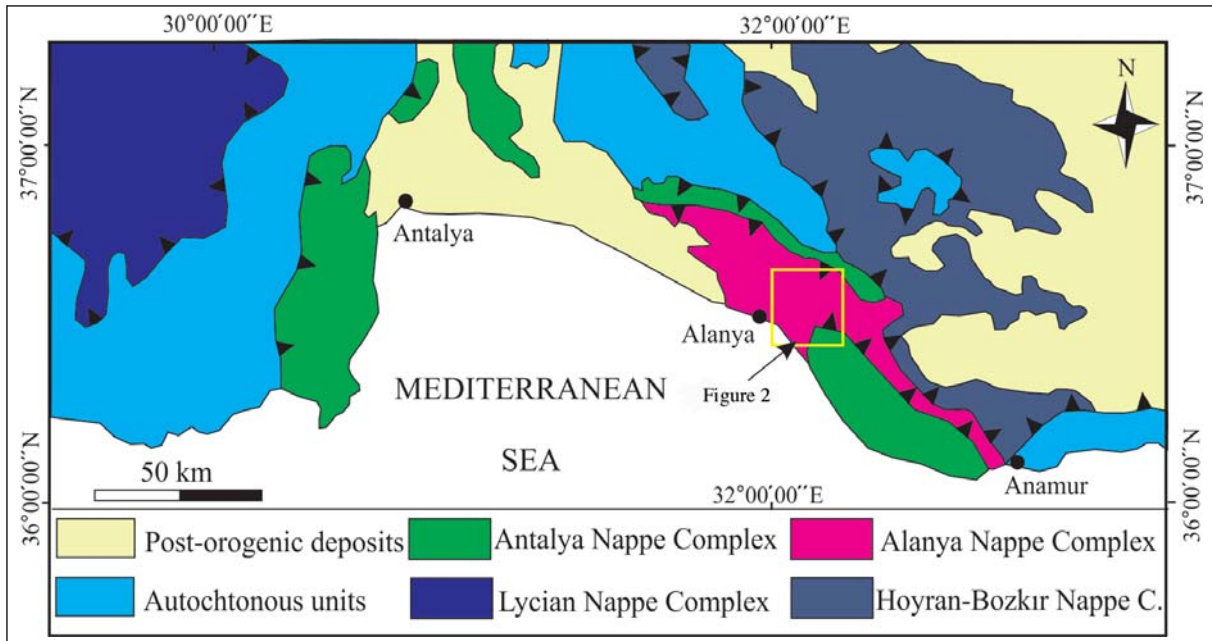 30°00′00″E
32°00′00″E
N
37°00′00″N
37°00′00″N
Antalya
Alanya
Figure 2
MEDITERRANEAN
SEA
50 km
Anamur
32°00′00″E
36°00′00″N
36°00′00″N
Post-orogenic deposits
Antalya Nappe Complex
Alanya Nappe Complex
Autochtonous units
Lycian Nappe Complex
Hoyran-Bozkır Nappe C.